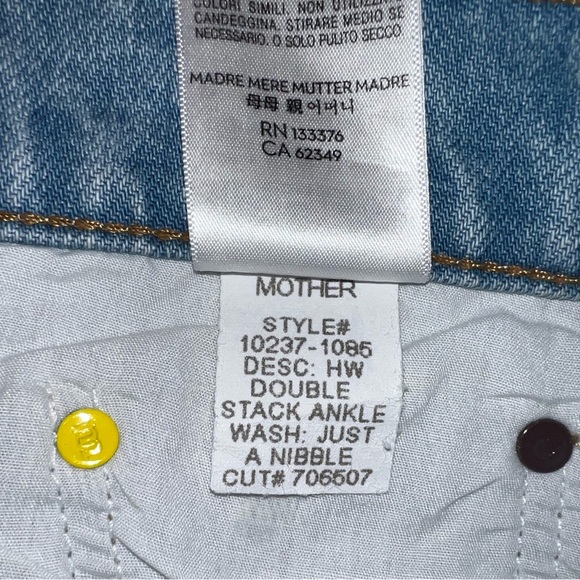 COLORI SIMILI. NON UTILIZZARE
CANDEGGINA. STIRARE MEDIO SE
NECESSARIO. O SOLO PULITO SECCO
MADRE MERE MUTTER MADRE
母母 親 어머니
RN 133376
CA 62349
MOTHER
STYLE#
10237-1085
DESC: HW
DOUBLE
STACK ANKLE
WASH: JUST
A NIBBLE
CUT# 706507